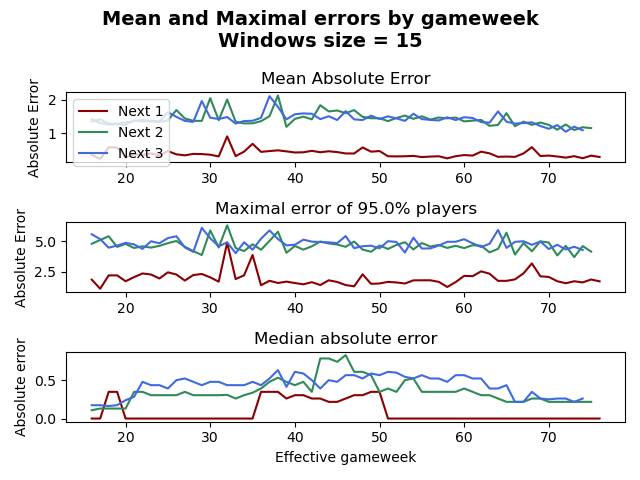 Mean and Maximal errors by gameweek
Windows size = 15
Mean Absolute Error
Absolute Error
2
1
Next 1
Next 2
Next 3
20 30 40 50 60 70
Maximal error of 95.0% players
Absolute Error
5.0
2.5
20 30 40 50 60 70
Median absolute error
Absolute error
0.5
0.0
20 30 40 50 60 70
Effective gameweek